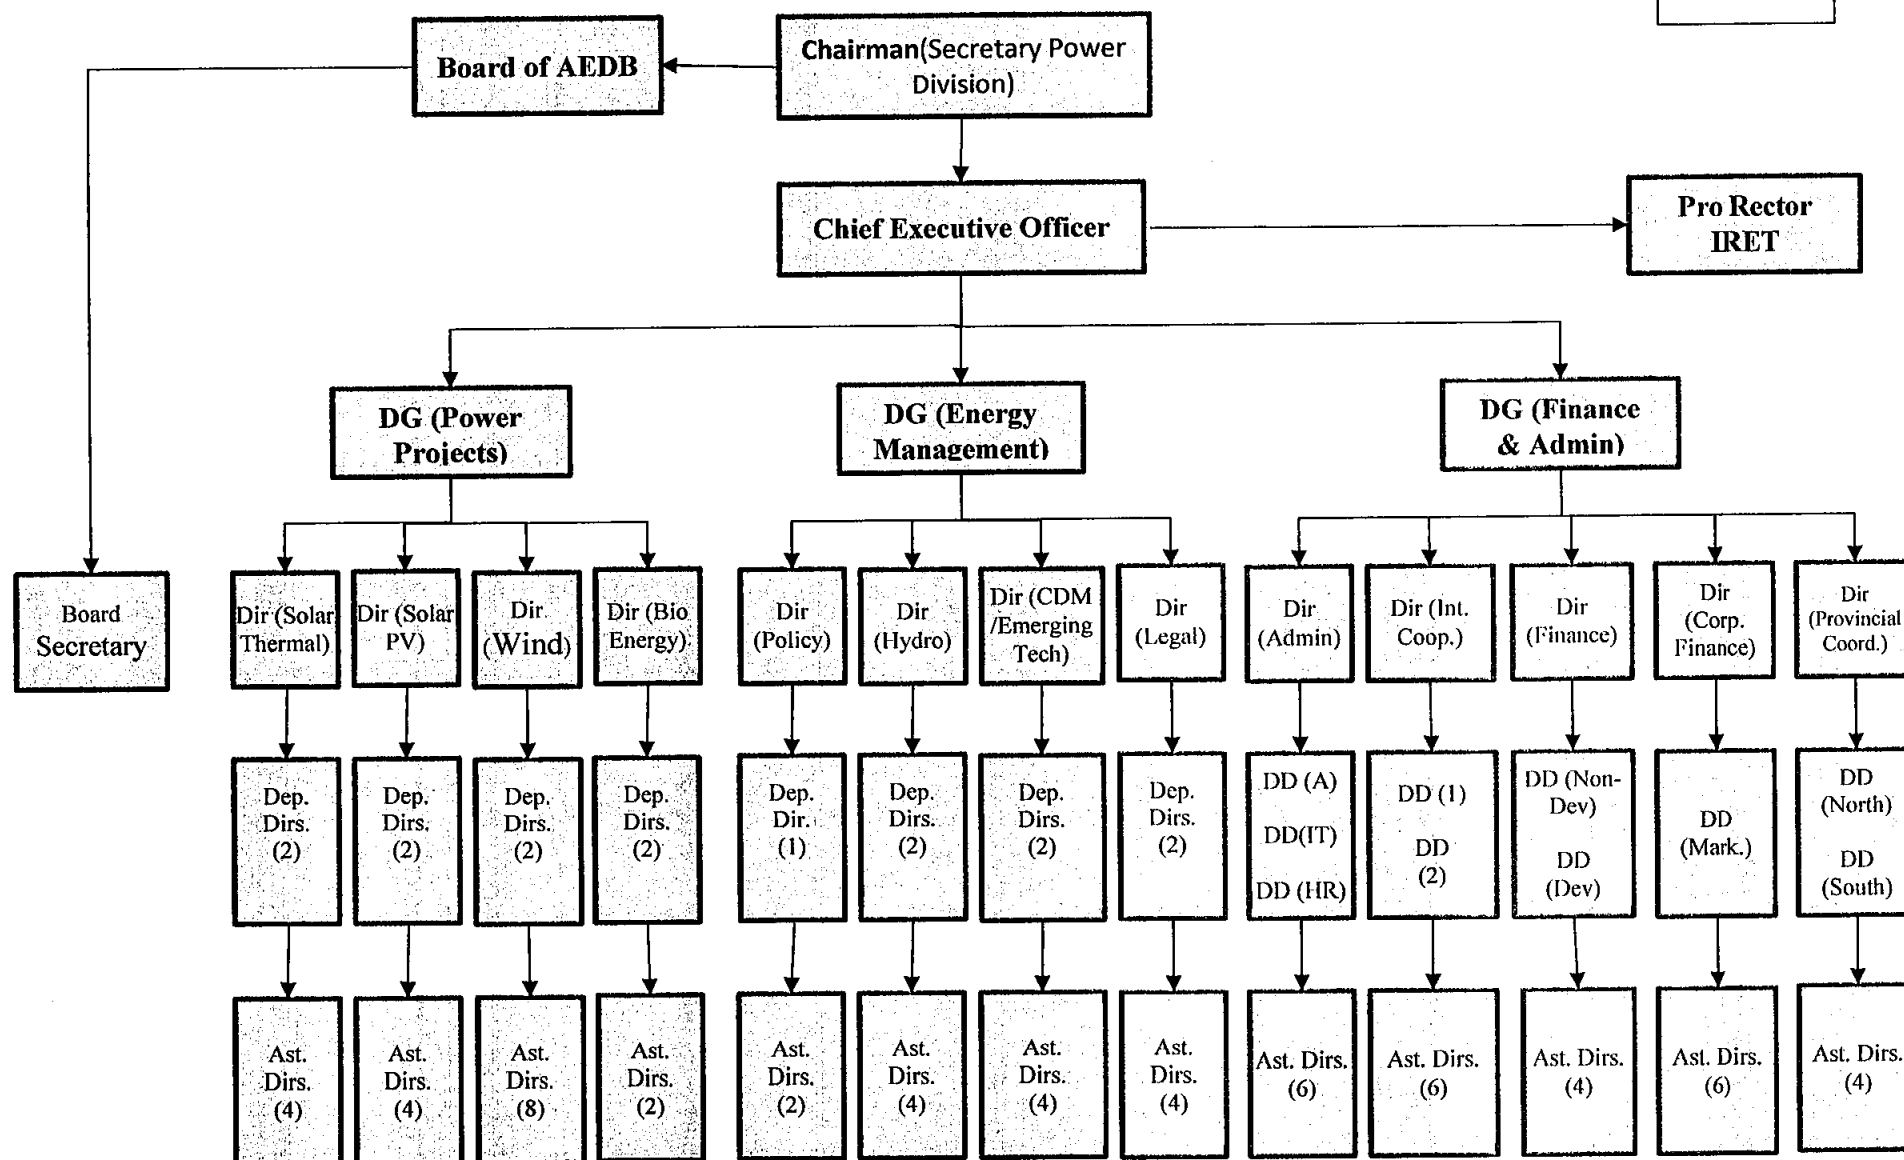 Board of AEDB
Chairman(Secretary Power
Division)
Chief Executive Officer
Pro Rector
IRET
DG (Power
Projects)
DG (Energy
Management)
DG (Finance
& Admin)
Board
Secretary
Dir (Solar
Thermal)
Dir (Solar
PV)
Dir
(Wind)
Dir (Bio
Energy)
Dir
(Policy)
Dir
(Hydro)
Dir (CDM
/Emerging
Tech)
Dir
(Legal)
Dir
(Admin)
Dir (Int.
Coop.)
Dir
(Finance)
Dir
(Corp.
Finance)
Dir
(Provincial
Coord.)
Dep.
Dirs.
(2)
Dep.
Dirs.
(2)
Dep.
Dirs.
(2)
Dep.
Dirs.
(2)
Dep.
Dir.
(1)
Dep.
Dirs.
(2)
Dep.
Dirs.
(2)
Dep.
Dirs.
(2)
DD (A)
DD(IT)
DD (HR)
DD (1)
DD
(2)
DD (Non-
Dev)
DD
(Dev)
DD
(Mark.)
DD
(North)
DD
(South)
Ast.
Dirs.
(4)
Ast.
Dirs.
(4)
Ast.
Dirs.
(8)
Ast.
Dirs.
(2)
Ast.
Dirs.
(2)
Ast.
Dirs.
(4)
Ast.
Dirs.
(4)
Ast.
Dirs.
(4)
Ast. Dirs.
(6)
Ast. Dirs.
(6)
Ast. Dirs.
(4)
Ast. Dirs.
(6)
Ast. Dirs.
(4)